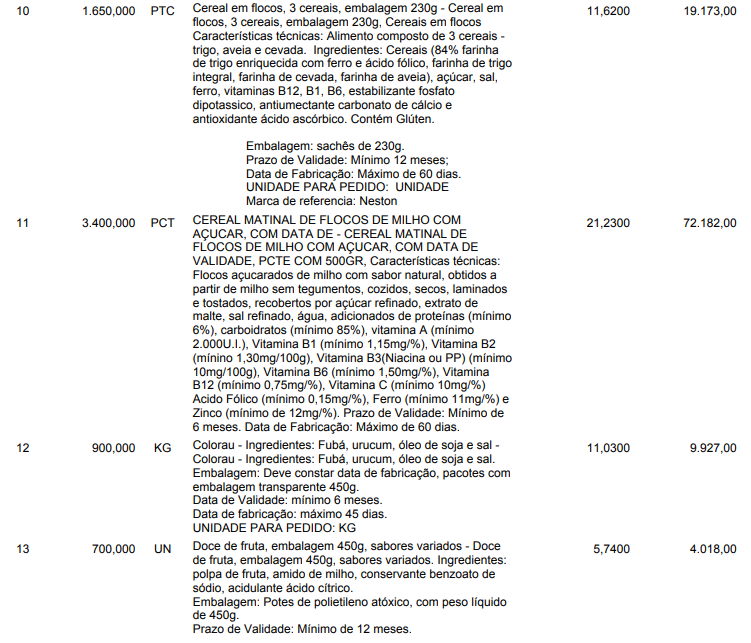 10 1.650,000 PTC Cereal em flocos, 3 cereais, embalagem 230g - Cereal em 11,6200 19.173,00
flocos, 3 cereais, embalagem 230g, Cereais em flocos
Características técnicas: Alimento composto de 3 cereais -
trigo, aveia e cevada. Ingredientes: Cereais (84% farinha
de trigo enriquecida com ferro e ácido fólico, farinha de trigo
integral, farinha de cevada, farinha de aveia), açúcar, sal,
ferro, vitaminas B12, B1, B6, estabilizante fosfato
dipotassico, antiumectante carbonato de cálcio e
antioxidante ácido ascórbico. Contém Glúten.
Embalagem: sachês de 230g.
Prazo de Validade: Mínimo 12 meses;
Data de Fabricação: Máximo de 60 dias.
UNIDADE PARA PEDIDO: UNIDADE
Marca de referencia: Neston
11 3.400,000 PCT CEREAL MATINAL DE FLOCOS DE MILHO COM 21,2300 72.182,00
AÇUCAR, COM DATA DE - CEREAL MATINAL DE
FLOCOS DE MILHO COM AÇUCAR, COM DATA DE
VALIDADE, PCTE COM 500GR, Características técnicas:
Flocos açucarados de milho com sabor natural, obtidos a
partir de milho sem tegumentos, cozidos, secos, laminados
e tostados, recobertos por açúcar refinado, extrato de
malte, sal refinado, água, adicionados de proteínas (mínimo
6%), carboidratos (mínimo 85%), vitamina A (mínimo
2.000U.I.), Vitamina B1 (mínimo 1,15mg/%), Vitamina B2
(mínino 1,30mg/100g), Vitamina B3(Niacina ou PP) (mínimo
10mg/100g), Vitamina B6 (mínimo 1,50mg/%), Vitamina
B12 (mínimo 0,75mg/%), Vitamina C (mínimo 10mg/%)
Acido Fólico (mínimo 0,15mg/%), Ferro (mínimo 11mg/%) e
Zinco (mínimo de 12mg/%). Prazo de Validade: Mínimo de
6 meses. Data de Fabricação: Máximo de 60 dias.
12 900,000 KG Colorau - Ingredientes: Fubá, urucum, óleo de soja e sal - 11,0300 9.927,00
Colorau - Ingredientes: Fubá, urucum, óleo de soja e sal.
Embalagem: Deve constar data de fabricação, pacotes com
embalagem transparente 450g.
Data de Validade: mínimo 6 meses.
Data de fabricação: máximo 45 dias.
UNIDADE PARA PEDIDO: KG
13 700,000 UN Doce de fruta, embalagem 450g, sabores variados - Doce 5,7400 4.018,00
de fruta, embalagem 450g, sabores variados. Ingredientes:
polpa de fruta, amido de milho, conservante benzoato de
sódio, acidulante ácido cítrico.
Embalagem: Potes de polietileno atóxico, com peso líquido
de 450g.
Prazo de Validade: Mínimo de 12 meses.